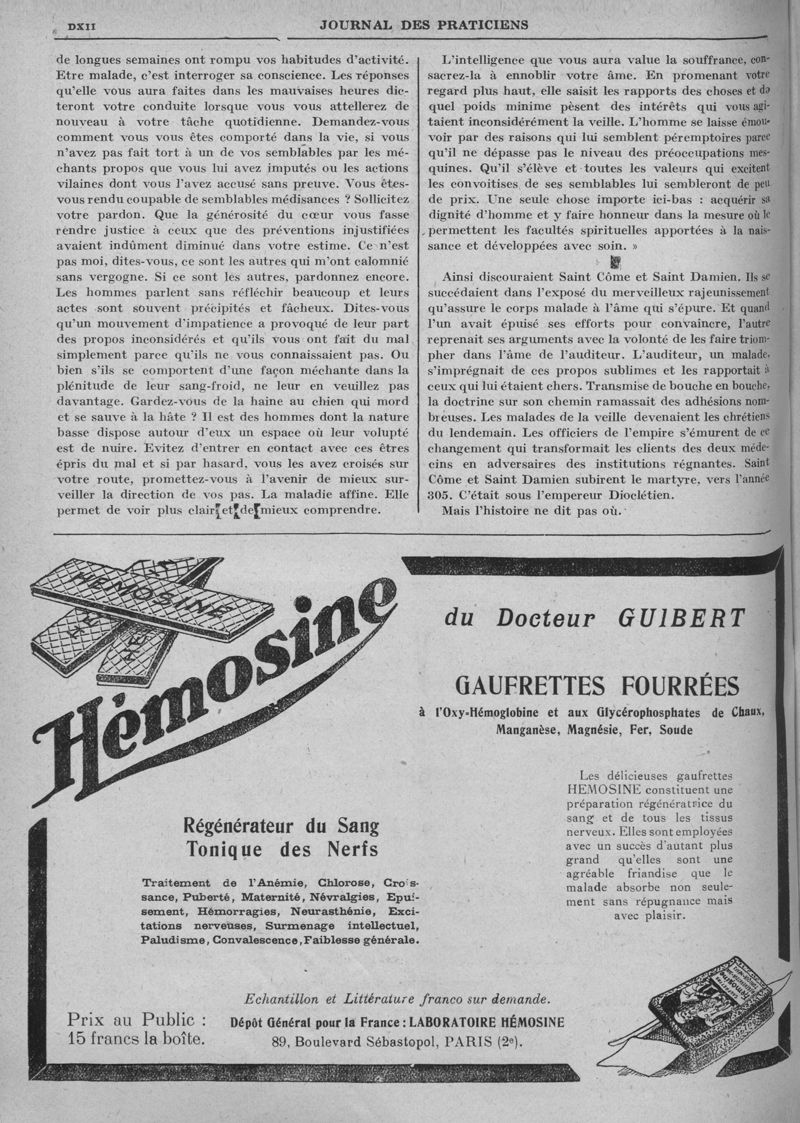 DXII
JOURNAL DES PRATICIENS
de longues semaines ont rompu vos habitudes d'activité.
Etre malade, c'est interroger sa conscience. Les réponses
qu'elle vous aura faites dans les mauvaises heures dic-
teront votre conduite lorsque vous vous attellerez de
nouveau à votre tâche quotidienne. Demandez-vous
comment vous vous êtes comporté dans la vie, si vous
n'avez pas fait tort à un de vos semblables par les mé-
chants propos que vous lui avez imputés ou les actions
vilaines dont vous l'avez accusé sans preuve. Vous êtes-
vous rendu coupable de semblables médisances ? Sollicitez
votre pardon. Que la générosité du cœur vous fasse
rendre justice à ceux que des préventions injustifiées
avaient indûment diminué dans votre estime. Ce n'est
pas moi, dites-vous, ce sont les autres qui m'ont calomnié
sans vergogne. Si ce sont les autres, pardonnez encore.
Les hommes parlent sans réfléchir beaucoup et leurs
actes sont souvent précipités et fâcheux. Dites-vous
qu'un mouvement d'impatience a provoqué de leur part
des propos inconsidérés et qu'ils vous ont fait du mal
simplement parce qu'ils ne vous connaissaient pas. Ou
bien s'ils se comportent d'une façon méchante dans la
plénitude de leur sang-froid, ne leur en veuillez pas
davantage. Gardez-vous de la haine au chien qui mord
et se sauve à la hâte ? Il est des hommes dont la nature
basse dispose autour d'eux un espace où leur volupté
est de nuire. Evitez d'entrer en contact avec ces êtres
épris du mal et si par hasard, vous les avez croisés sur
votre route, promettez-vous à l'avenir de mieux sur-
veiller la direction de vos pas. La maladie affine. Elle
permet de voir plus clair et de mieux comprendre.
L'intelligence que vous aura value la souffrance, con-
sacrez-la à ennoblir votre âme. En promenant votre
regard plus haut, elle saisit les rapports des choses et de
quel poids minime pèsent des intérêts qui vous agi-
taient inconsidérément la veille. L'homme se laisse émou-
voir par des raisons qui lui semblent péremptoires parce
qu'il ne dépasse pas le niveau des préoccupations mes-
quines. Qu'il s'élève et toutes les valeurs qui excitent
les convoitises de ses semblables lui sembleront de peu
de prix. Une seule chose importe ici-bas : acquérir sa
dignité d'homme et y faire honneur dans la mesure où le
permettent les facultés spirituelles apportées à la nais-
sance et développées avec soin. »
Ainsi discouraient Saint Côme et Saint Damien. Ils se
succédaient dans l'exposé du merveilleux rajeunissement
qu'assure le corps malade à l'âme qui s'épure. Et quand
l'un avait épuisé ses efforts pour convaincre, l'autre
reprenait ses arguments avec la volonté de les faire triom-
pher dans l'âme de l'auditeur. L'auditeur, un malade,
s'imprégnait de ces propos sublimes et les rapportait à
ceux qui lui étaient chers. Transmise de bouche en bouche,
la doctrine sur son chemin ramassait des adhésions nom-
breuses. Les malades de la veille devenaient les chrétiens
du lendemain. Les officiers de l'empire s'émurent de ce
changement qui transformait les clients des deux méde-
cins en adversaires des institutions régnantes. Saint
Côme et Saint Damien subirent le martyre, vers l'année
305. C'était sous l'empereur Dioclétien.
Mais l'histoire ne dit pas où.
HEMOSINE
Hémosine
du Docteur GUIBERT
GAUFRETTES FOURRÉES
à l'Oxy-Hémoglobine et aux Glycérophosphates de Chaux,
Manganèse, Magnésie, Fer, Soude
Les délicieuses gaufrettes
HEMOSINE constituent une
préparation régénératrice du
sang et de tous les tissus
nerveux. Elles sont employées
avec un succès d'autant plus
grand qu'elles sont une
agréable friandise que le
malade absorbe non seule-
ment sans répugnance mais
avec plaisir.
Régénérateur du Sang
Tonique des Nerfs
Traitement de l'Anémie, Chlorose, Crois-
sance, Puberté, Maternité, Névralgies, Epui-
sement, Hémorragies, Neurasthénie, Exci-
tations nerveuses, Surmenage intellectuel,
Paludisme, Convalescence, Faiblesse générale.
Echantillon et Littérature franco sur demande.
Prix au Public :
15 francs la boîte.
Dépôt Général pour la France : LABORATOIRE HÉMOSINE
89, Boulevard Sébastopol, PARIS (2e).